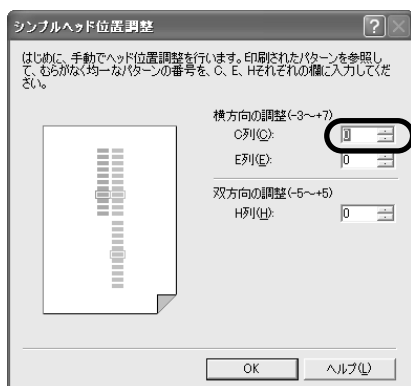 シンプルヘッド位置調整
はじめに、手動でヘッド位置調整を行います。印刷されたパターンを参照し
て、むらがなく均一なパターンの番号を、C、E、Hそれぞれの欄に入力してくだ
さい。
横方向の調整(-3～+7)
C列(C): 0
E列(E): 0
双方向の調整(-5～+5)
H列(H): 0
OK ヘルプ(L)